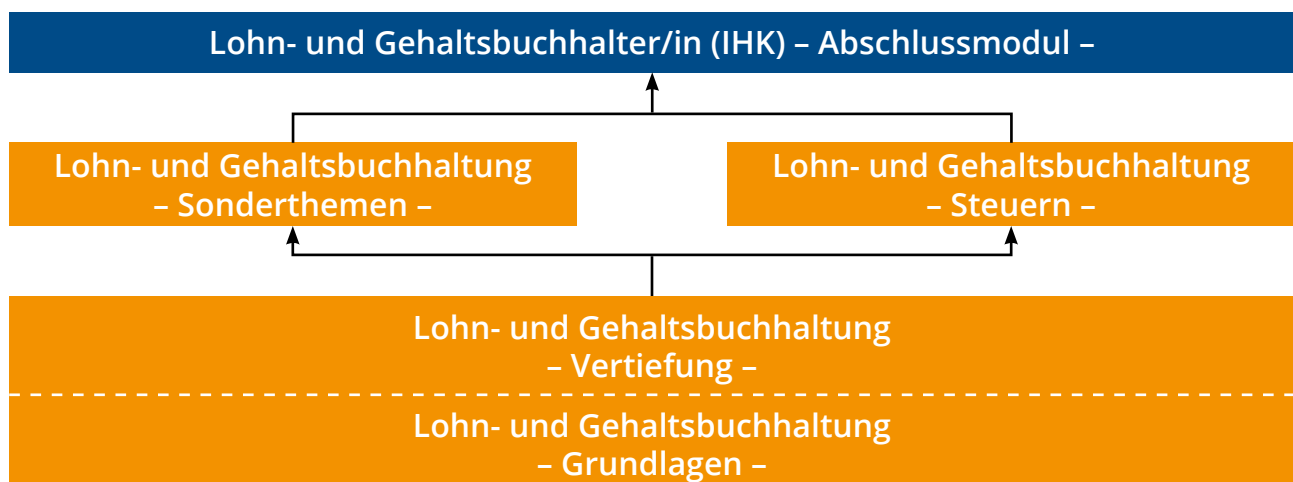 Lohn- und Gehaltsbuchhalter/in (IHK) – Abschlussmodul –
Lohn- und Gehaltsbuchhaltung
– Sonderthemen –
Lohn- und Gehaltsbuchhaltung
– Steuern –
Lohn- und Gehaltsbuchhaltung
– Vertiefung –
Lohn- und Gehaltsbuchhaltung
– Grundlagen –